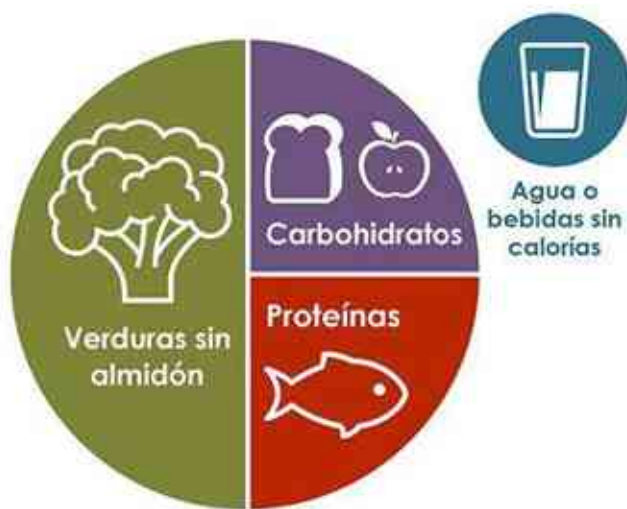 Verduras sin
almidón
Carbohidratos
Proteínas
Agua o
bebidas sin
calorías